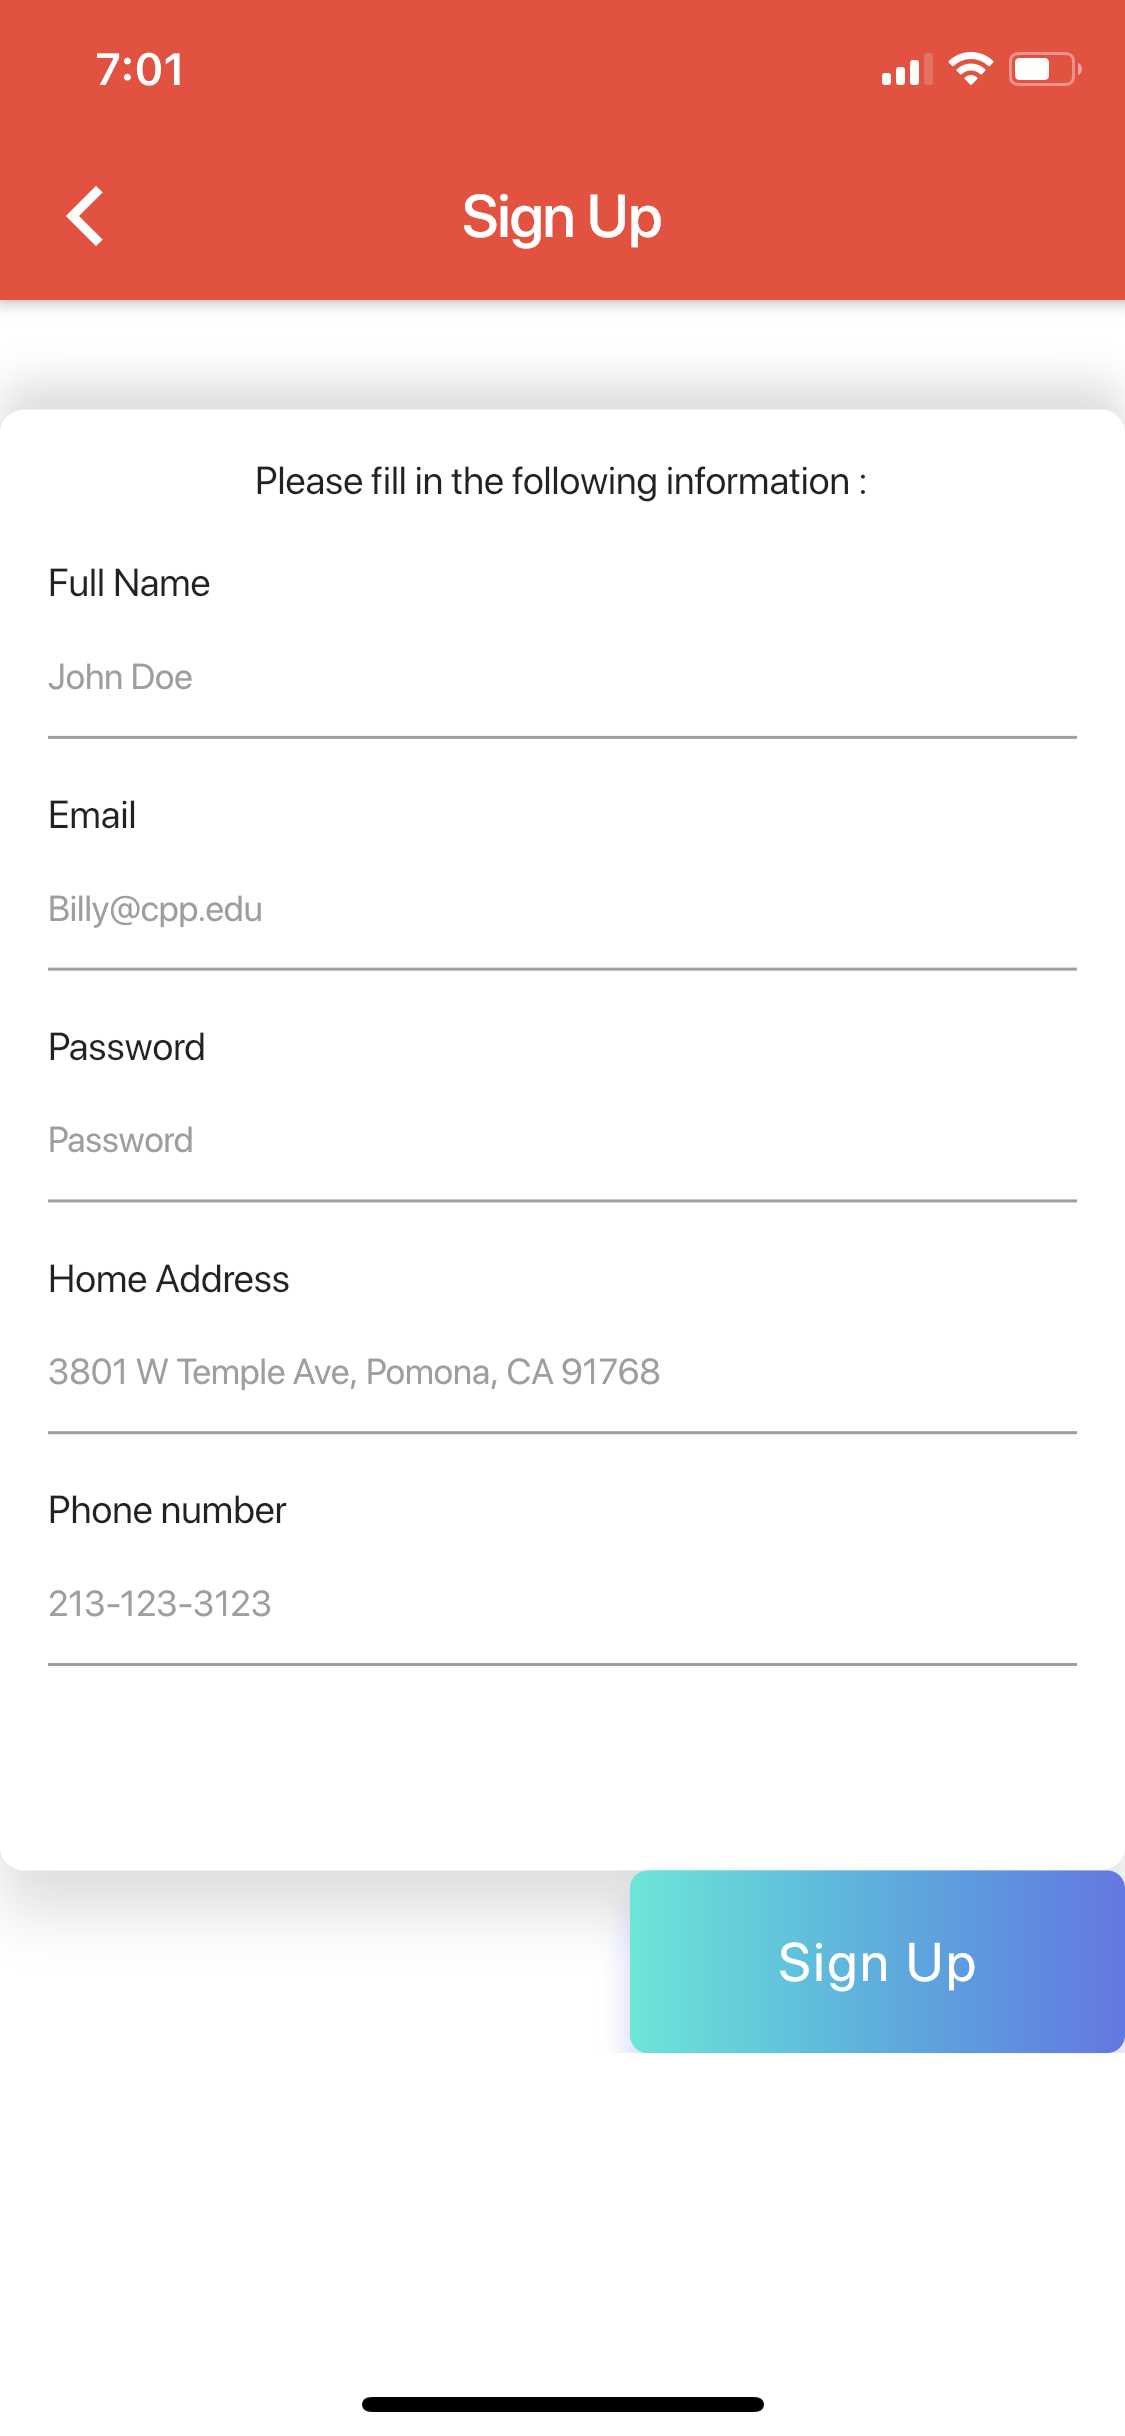 7:01
Sign Up
Please fill in the following information :
Full Name
John Doe
Email
Billy@cpp.edu
Password
Password
Home Address
3801 W Temple Ave, Pomona, CA 91768
Phone number
213-123-3123
Sign Up